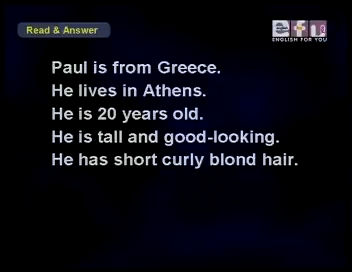 Read & Answer
efu
ENGLISH FOR YOU
Paul is from Greece.
He lives in Athens.
He is 20 years old.
He is tall and good-looking.
He has short curly blond hair.